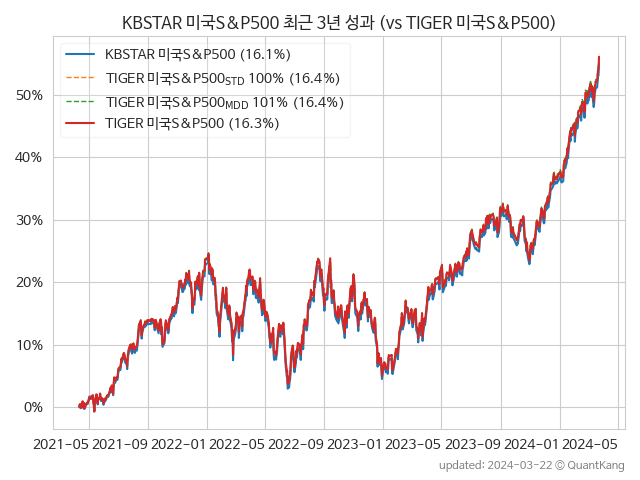 KBSTAR 미국S&P500 최근 3년 성과 (vs TIGER 미국S&P500)
KBSTAR 미국S&P500 (16.1%)
TIGER 미국S&P500STD 100% (16.4%)
TIGER 미국S&P500MDD 101% (16.4%)
TIGER 미국S&P500 (16.3%)
50%
40%
30%
20%
10%
0%
2021-05 2021-09 2022-01 2022-05 2022-09 2023-01 2023-05 2023-09 2024-01 2024-05
updated: 2024-03-22 © QuantKang